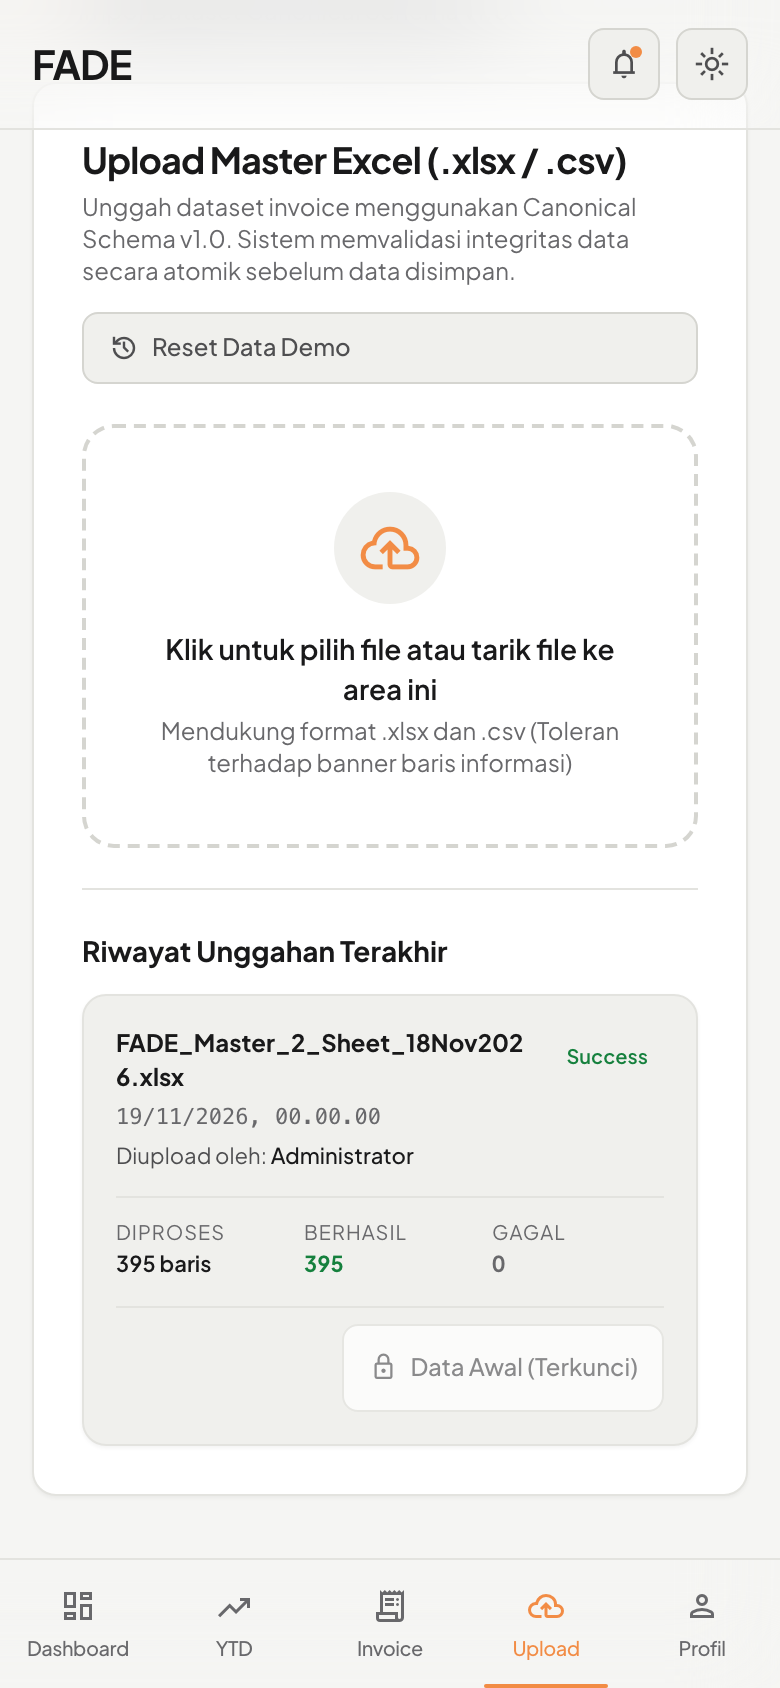 FADE
Upload Master Excel (.xlsx / .csv)
Unggah dataset invoice menggunakan Canonical
Schema v1.0. Sistem memvalidasi integritas data
secara atomik sebelum data disimpan.
Reset Data Demo
Klik untuk pilih file atau tarik file ke
area ini
Mendukung format .xlsx dan .csv (Toleran
terhadap banner baris informasi)
Riwayat Unggahan Terakhir
FADE_Master_2_Sheet_18Nov202
6.xlsx
Success
19/11/2026, 00.00.00
Diupload oleh: Administrator
DIPROSES BERHASIL GAGAL
395 baris 395 0
Data Awal (Terkunci)
Dashboard YTD Invoice Upload Profil